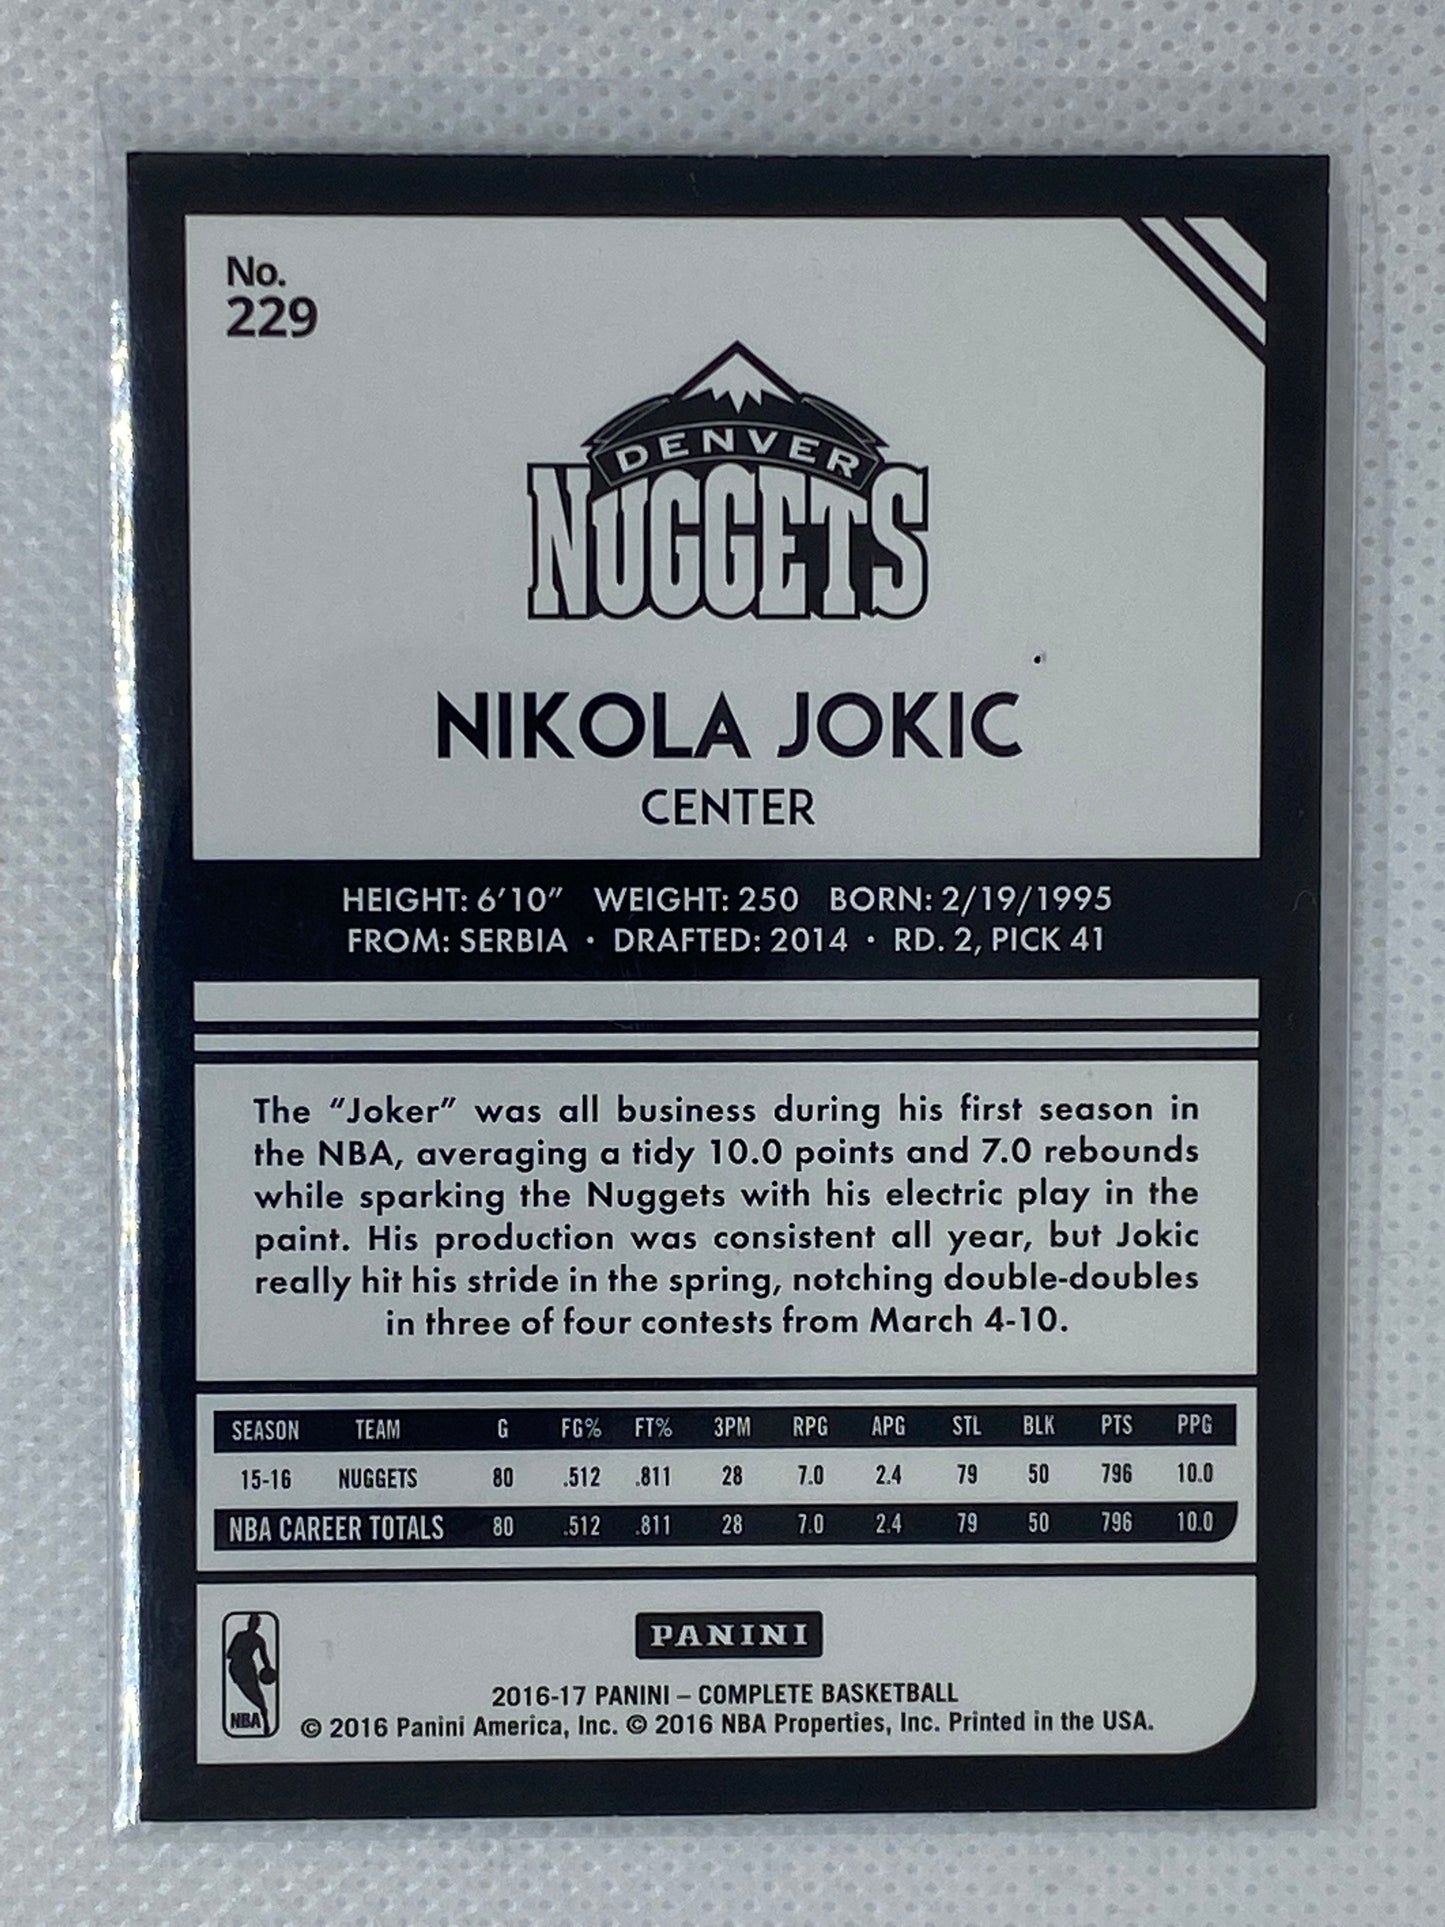 No.
229
DENVER
NUGGETS
NIKOLA JOKIC
CENTER
HEIGHT: 6'10" WEIGHT: 250 BORN: 2/19/1995
FROM: SERBIA • DRAFTED: 2014 • RD. 2, PICK 41
The "Joker" was all business during his first season in
the NBA, averaging a tidy 10.0 points and 7.0 rebounds
while sparking the Nuggets with his electric play in the
paint. His production was consistent all year, but Jokic
really hit his stride in the spring, notching double-doubles
in three of four contests from March 4-10.
SEASON TEAM G FG% FT% 3PM RPG APG STL BLK PTS PPG
15-16 NUGGETS 80 .512 .811 28 7.0 2.4 79 50 796 10.0
NBA CAREER TOTALS 80 .512 .811 28 7.0 2.4 79 50 796 10.0
PANINI
NBA
2016-17 PANINI – COMPLETE BASKETBALL
© 2016 Panini America, Inc. © 2016 NBA Properties, Inc. Printed in the USA.